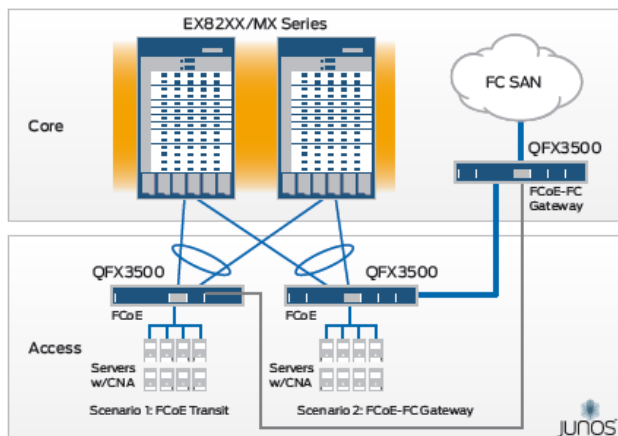 EX82XX/MX Series
FC SAN
Core
QFX3500
FCoE-FC
Gateway
QFX3500
QFX3500
FCoE
FCoE
Access
Servers
w/CNA
Servers
w/CNA
Scenario 1: FCoE Transit
Scenario 2: FCoE-FC Gateway
JUNOS